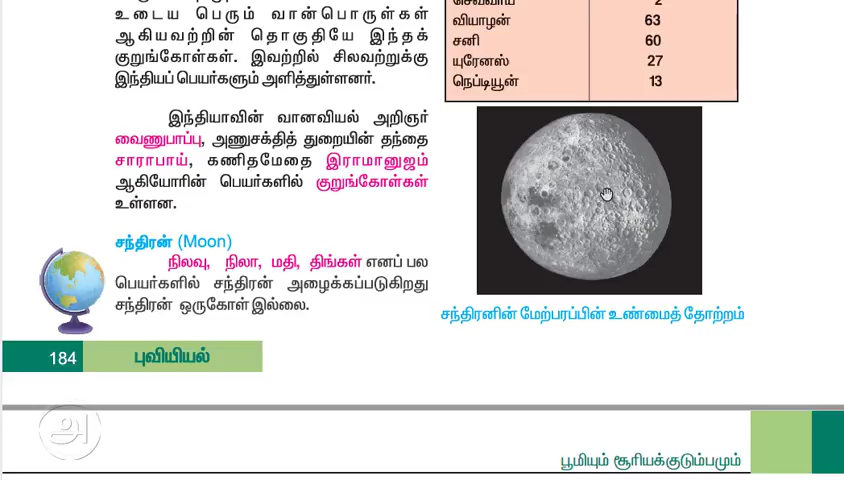 உடைய பெரும் வான்பொருள்கள்
ஆகியவற்றின் தொகுதியே இந்தக்
குறுங்கோள்கள். இவற்றில் சிலவற்றுக்கு
இந்தியப் பெயர்களும் அளித்துள்ளனர்.
இந்தியாவின் வானவியல் அறிஞர்
வைணுபாப்பு, அணுசக்தித் துறையின் தந்தை
சாராபாய், கணிதமேதை இராமானுஜம்
ஆகியோரின் பெயர்களில் குறுங்கோள்கள்
உள்ளன.
சந்திரன் (Moon)
நிலவு, நிலா, மதி, திங்கள் எனப் பல
பெயர்களில் சந்திரன் அழைக்கப்படுகிறது
சந்திரன் ஒருகோள் இல்லை.
செவ்வாய் 2
வியாழன் 63
சனி 60
யுரேனஸ் 27
நெப்டியூன் 13
சந்திரனின் மேற்பரப்பின் உண்மைத் தோற்றம்
184 புவியியல்
அ
பூமியும் சூரியக்குடும்பமும்